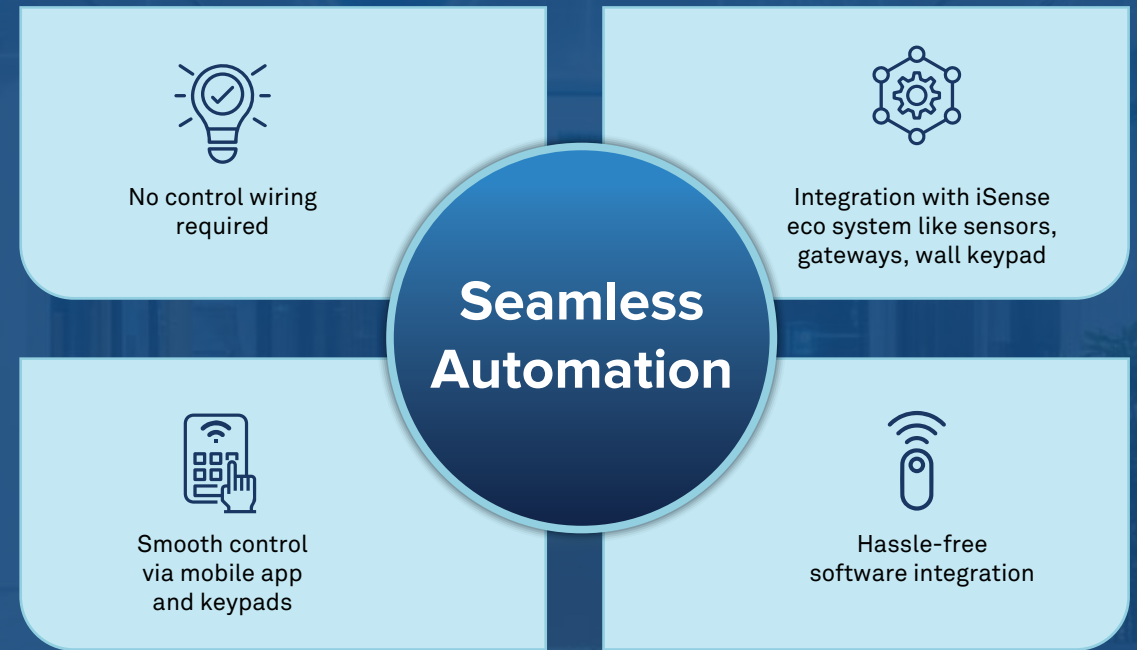 No control wiring
required
Integration with iSense
eco system like sensors,
gateways, wall keypad
Seamless
Automation
Smooth control
via mobile app
and keypads
Hassle-free
software integration